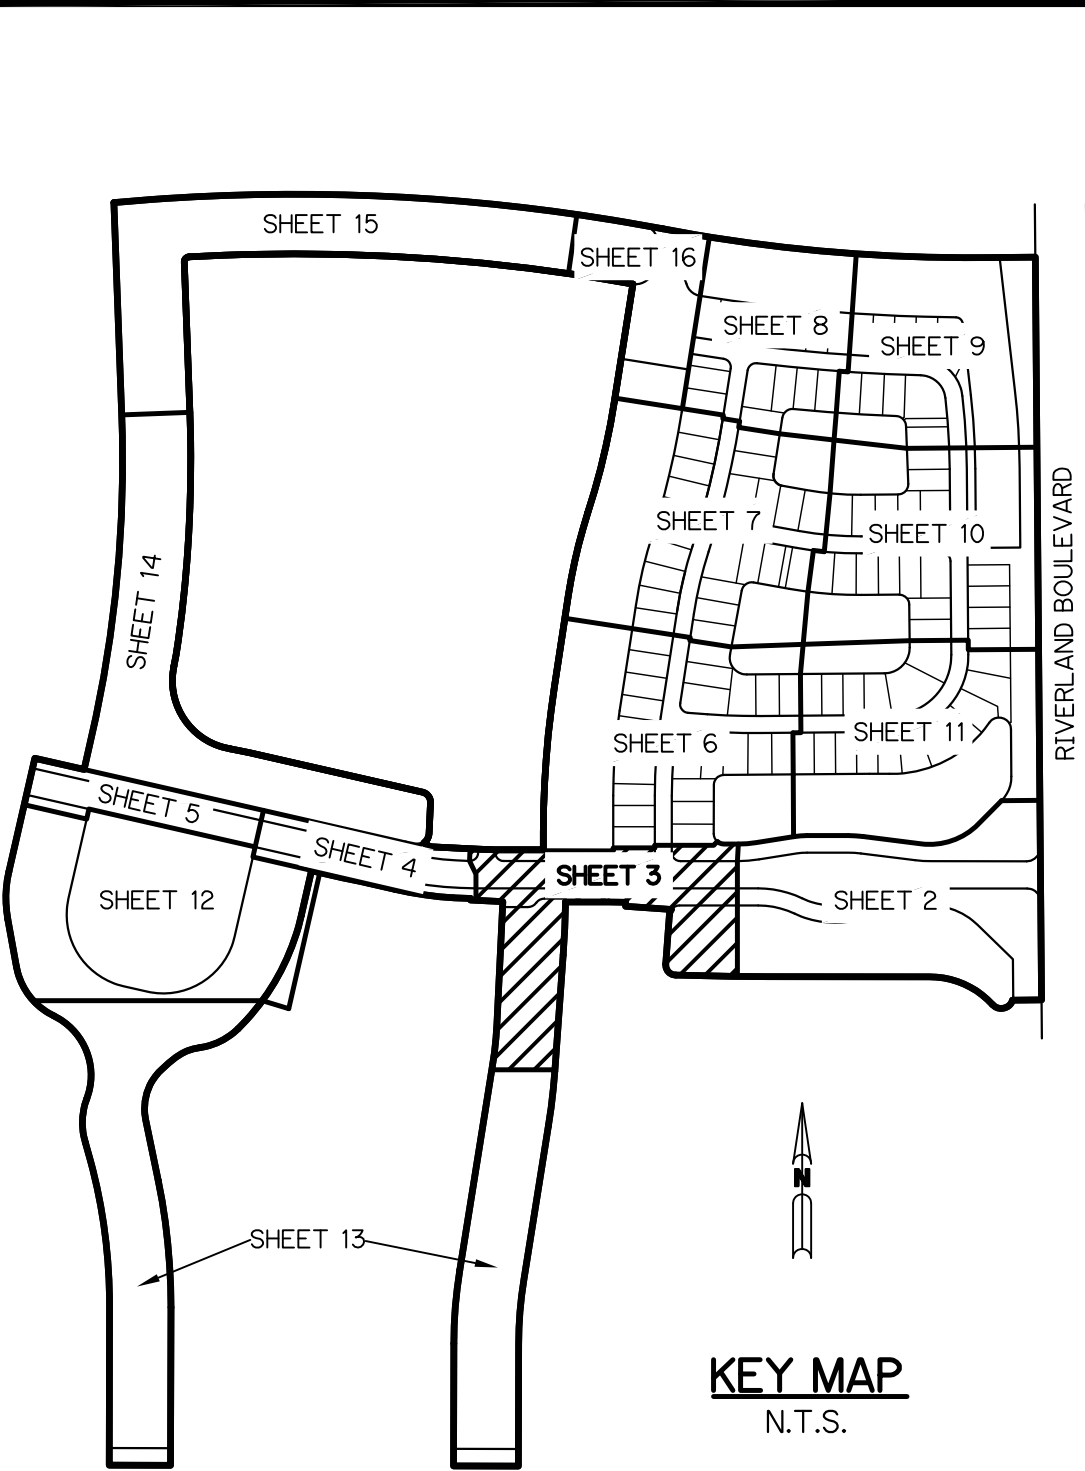 SHEET 15
SHEET 16
SHEET 8
SHEET 9
SHEET 7
SHEET 10
RIVERLAND BOULEVARD
SHEET 14
SHEET 6
SHEET 11
SHEET 5
SHEET 4
SHEET 3
SHEET 12
SHEET 2
N
SHEET 13
KEY MAP
N.T.S.